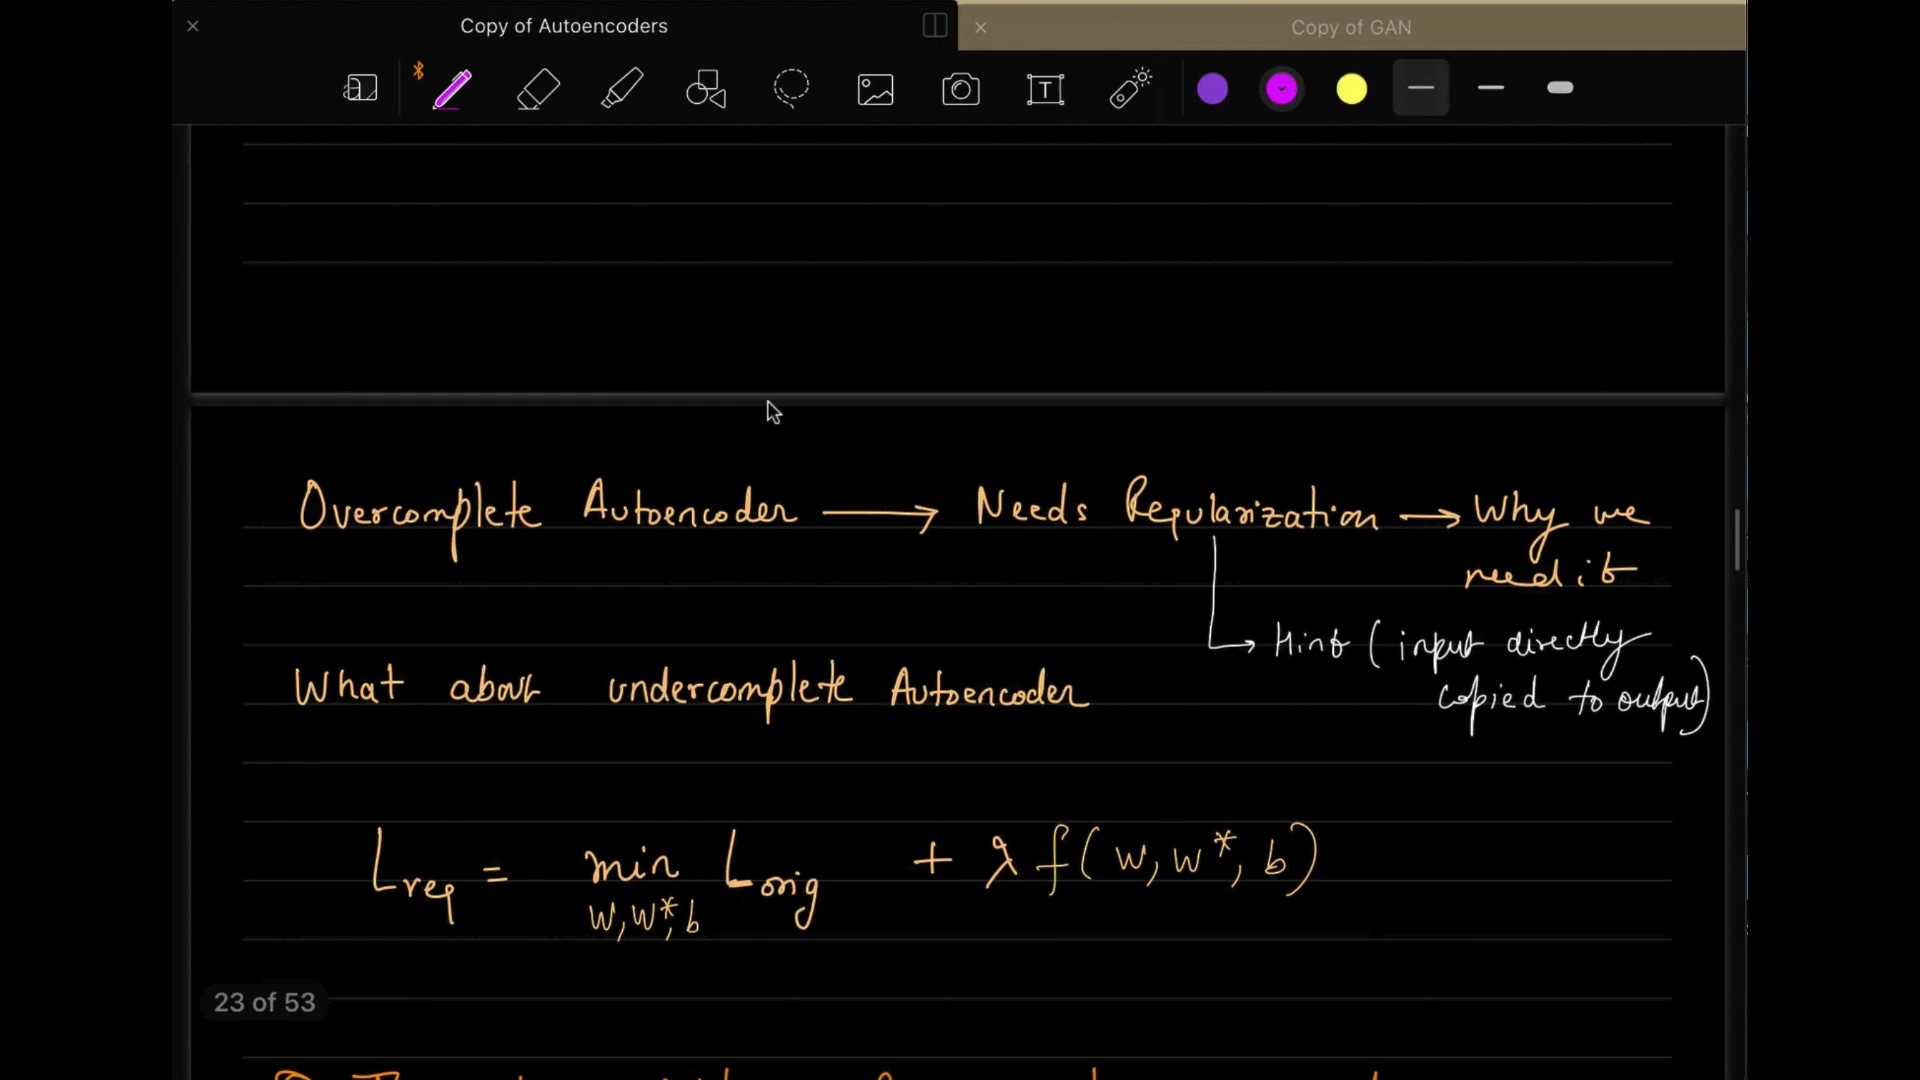 Copy of Autoencoders
Copy of GAN
Overcomplete Autoencoder → Needs Regularization → Why we
need it
Hint (input directly
copied to output)
What about undercomplete Autoencoder
Lreg = min Lorig + λ f(W, W*, b)
W, W*, b
23 of 53